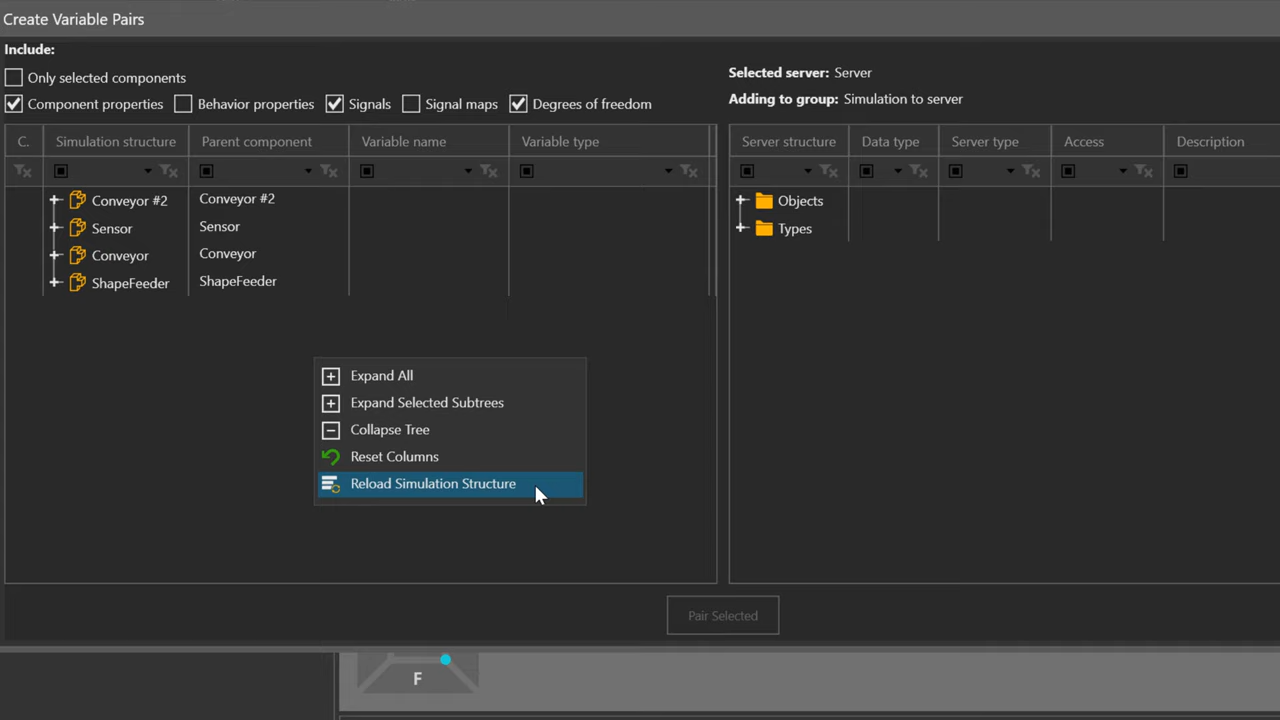 Create Variable Pairs
Include:
Only selected components
Component properties Behavior properties Signals Signal maps Degrees of freedom
Selected server: Server
Adding to group: Simulation to server
C. Simulation structure Parent component Variable name Variable type
Conveyor #2 Conveyor #2
Sensor Sensor
Conveyor Conveyor
ShapeFeeder ShapeFeeder
Server structure Data type Server type Access Description
Objects
Types
Expand All
Expand Selected Subtrees
Collapse Tree
Reset Columns
Reload Simulation Structure
Pair Selected
F